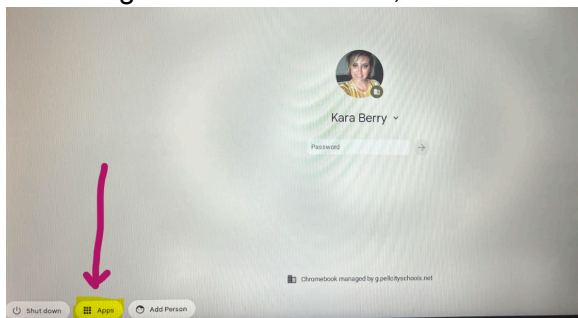 Kara Berry
Password
Chromebook managed by g.pellcityschools.net
Shut down
Apps
Add Person